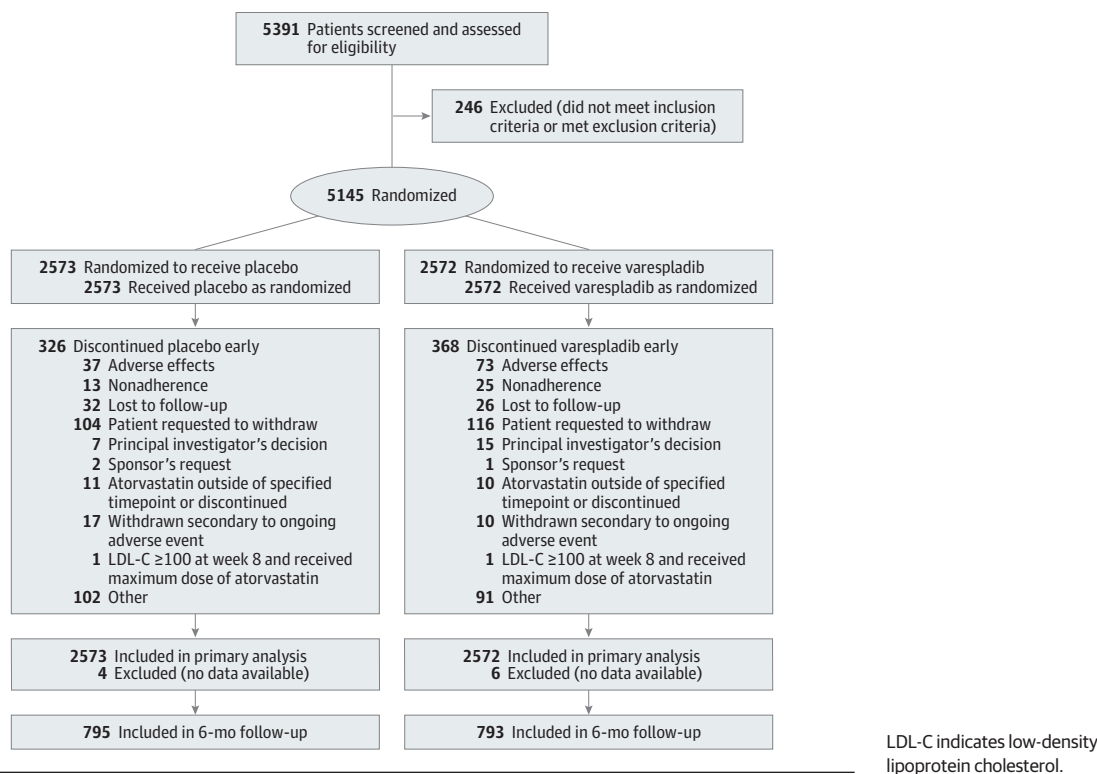 5391 Patients screened and assessed
for eligibility
246 Excluded (did not meet inclusion
criteria or met exclusion criteria)
5145 Randomized
2573 Randomized to receive placebo
2573 Received placebo as randomized
2572 Randomized to receive varespladib
2572 Received varespladib as randomized
326 Discontinued placebo early
37 Adverse effects
13 Nonadherence
32 Lost to follow-up
104 Patient requested to withdraw
7 Principal investigator's decision
2 Sponsor's request
11 Atorvastatin outside of specified
timepoint or discontinued
17 Withdrawn secondary to ongoing
adverse event
1 LDL-C ≥100 at week 8 and received
maximum dose of atorvastatin
102 Other
368 Discontinued varespladib early
73 Adverse effects
25 Nonadherence
26 Lost to follow-up
116 Patient requested to withdraw
15 Principal investigator's decision
1 Sponsor's request
10 Atorvastatin outside of specified
timepoint or discontinued
10 Withdrawn secondary to ongoing
adverse event
1 LDL-C ≥100 at week 8 and received
maximum dose of atorvastatin
91 Other
2573 Included in primary analysis
4 Excluded (no data available)
2572 Included in primary analysis
6 Excluded (no data available)
795 Included in 6-mo follow-up
793 Included in 6-mo follow-up
LDL-C indicates low-density
lipoprotein cholesterol.